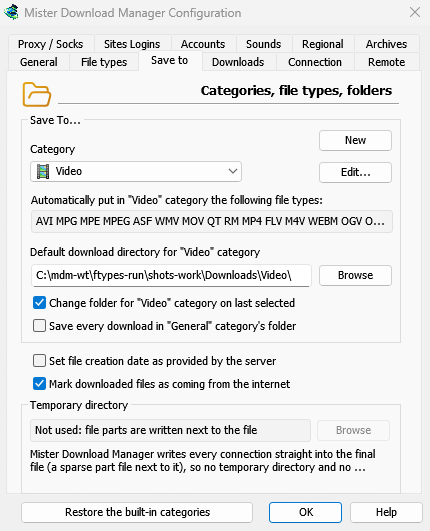 Mister Download Manager Configuration
Proxy / Socks
Sites Logins
Accounts
Sounds
Regional
Archives
General
File types
Save to
Downloads
Connection
Remote
Categories, file types, folders
Save To...
New
Category
Video
Edit...
Automatically put in "Video" category the following file types:
AVI MPG MPE MPEG ASF WMV MOV QT RM MP4 FLV M4V WEBM OGV O...
Default download directory for "Video" category
C:\mdm-wt\ftypes-run\shots-work\Downloads\Video\
Browse
Change folder for "Video" category on last selected
Save every download in "General" category's folder
Set file creation date as provided by the server
Mark downloaded files as coming from the internet
Temporary directory
Not used: file parts are written next to the file
Browse
Mister Download Manager writes every connection straight into the final
file (a sparse part file next to it), so no temporary directory and no ...
Restore the built-in categories
OK
Help